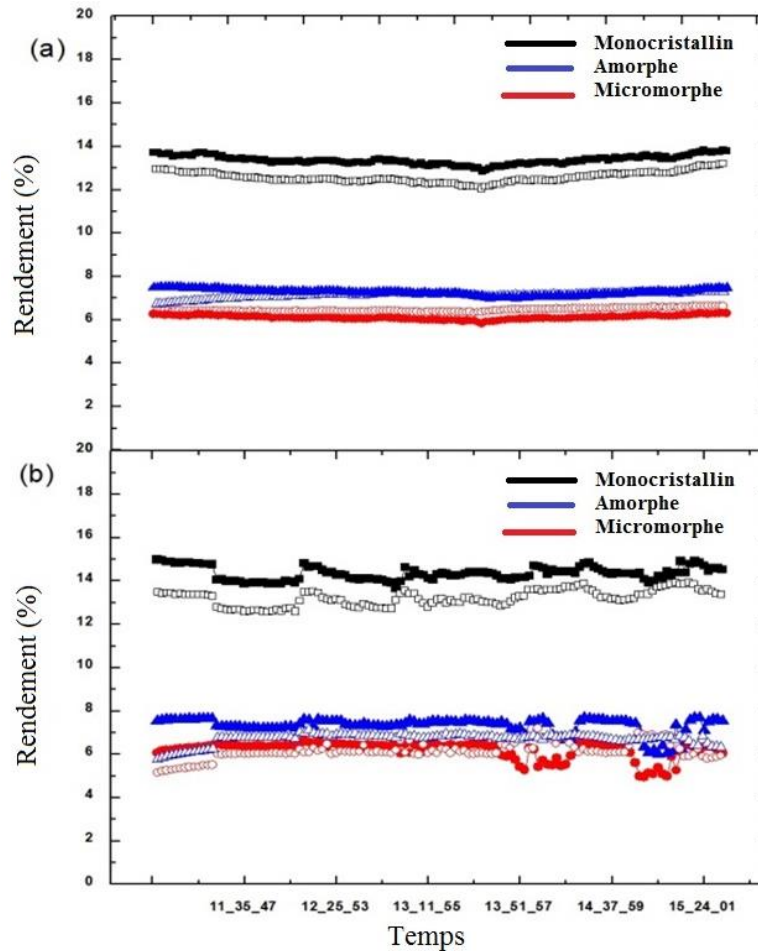 20
(a)
Monocristallin
18
Amorphe
16
Micromorphe
14
12
10
8
6
4
2
Rendement (%)
20
(b)
Monocristallin
18
Amorphe
16
Micromorphe
14
12
10
8
6
4
2
0
Rendement (%)
11_35_47 12_25_53 13_11_55 13_51_57 14_37_59 15_24_01
Temps